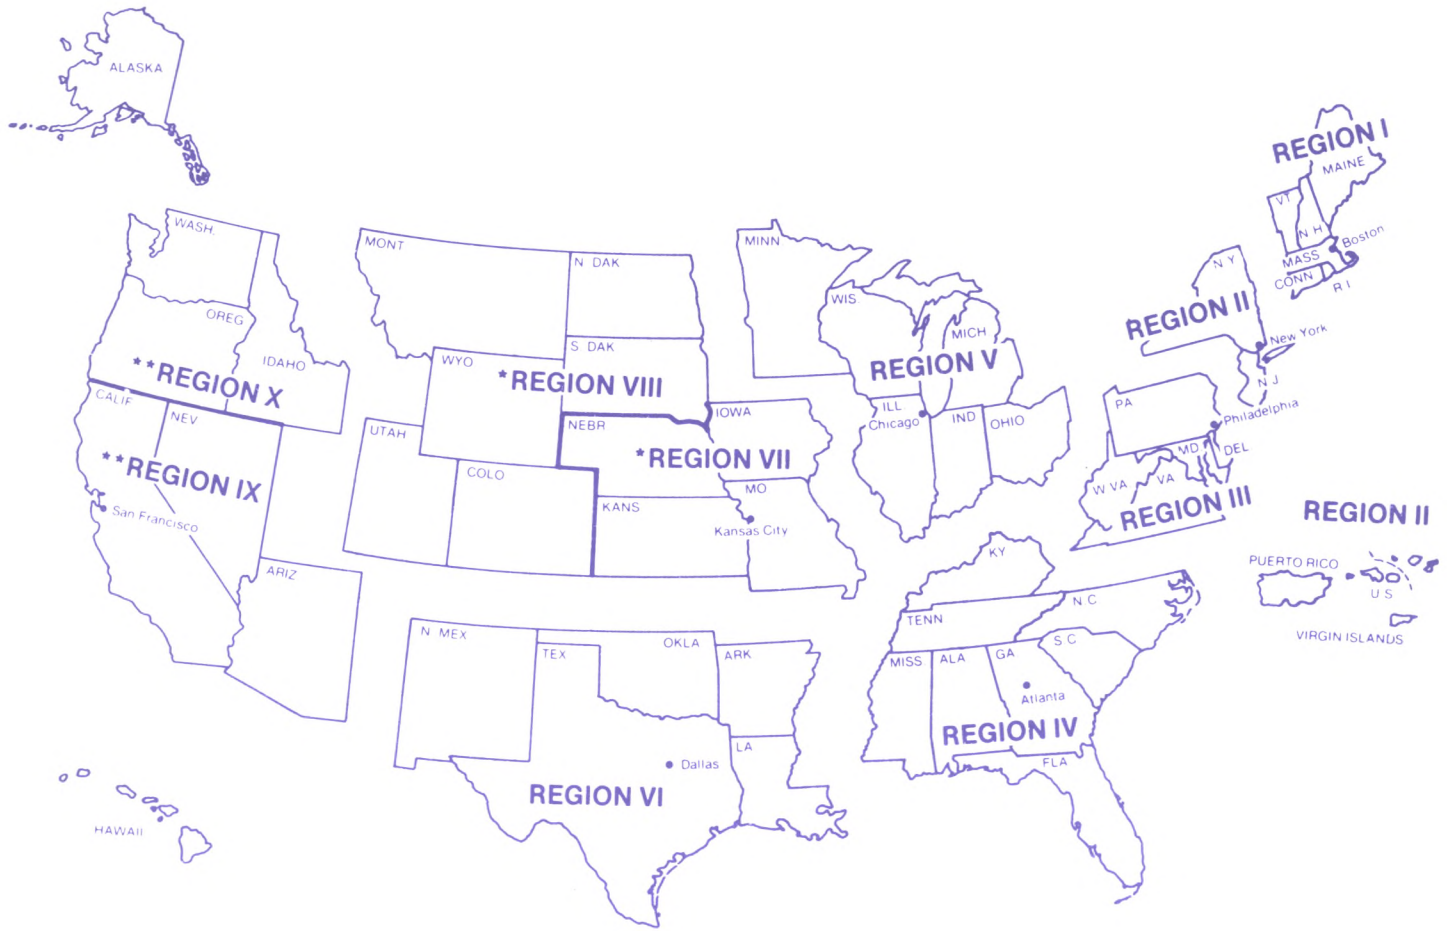 ALASKA
REGION I
MAINE
VT
N H
Boston
MASS
CONN
R I
WASH.
MONT
N DAK
MINN
N Y
WIS
OREG
REGION II
MICH
New York
S DAK
IDAHO
WYO
REGION V
**REGION X
*REGION VIII
N J
CALIF
PA
NEV
ILL
IOWA
Philadelphia
Chicago
IND
OHIO
NEBR
UTAH
MD
DEL
*REGION VII
**REGION IX
COLO
W VA
VA
MO
REGION III
KANS
San Francisco
Kansas City
REGION II
KY
PUERTO RICO
ARIZ
U S
N C
TENN
VIRGIN ISLANDS
N MEX
OKLA
S C
TEX
ARK
MISS
ALA
GA
Atlanta
REGION IV
LA
FLA
Dallas
REGION VI
HAWAII